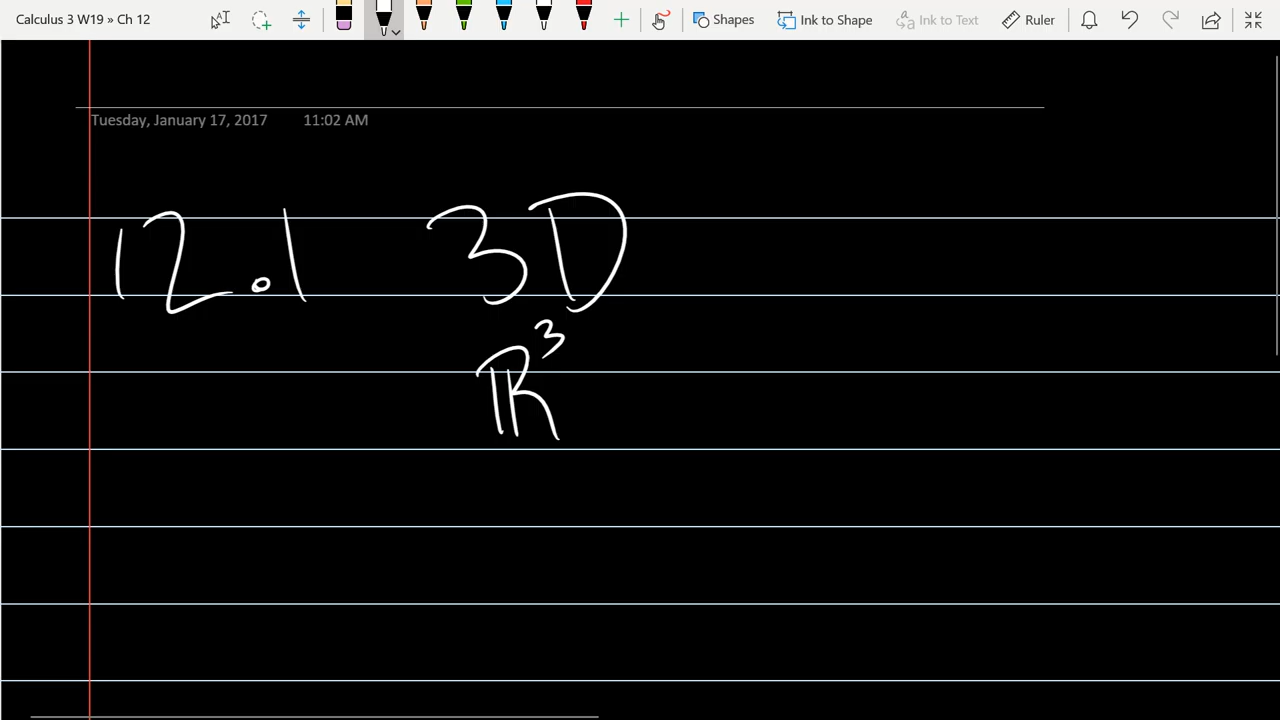 Calculus 3 W19 » Ch 12
Shapes
Ink to Shape
Ink to Text
Ruler
Tuesday, January 17, 2017 11:02 AM
12.1 3D
ℝ³